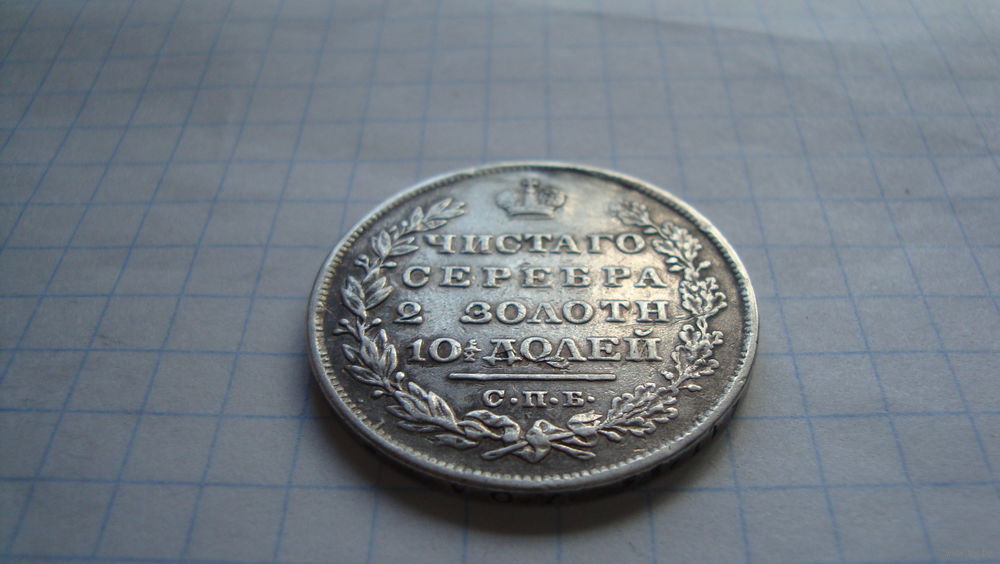 ЧИСТАГО
СЕРЕБРА
2 ЗОЛОТН
10½ ДОЛЕЙ
С·П·Б·